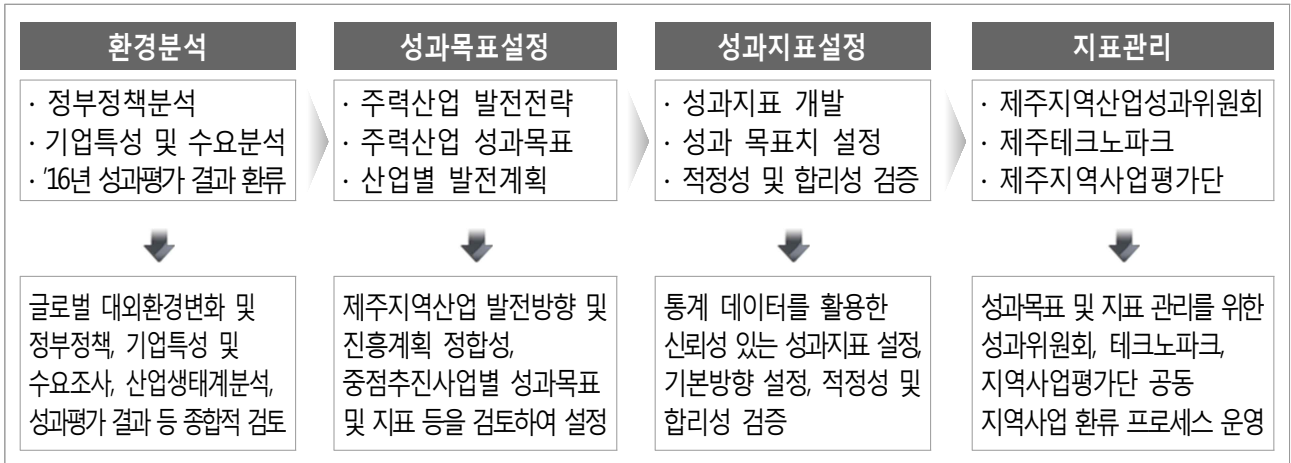 환경분석
· 정부정책분석
· 기업특성 및 수요분석
· '16년 성과평가 결과 환류
글로벌 대외환경변화 및
정부정책, 기업특성 및
수요조사, 산업생태계분석,
성과평가 결과 등 종합적 검토
성과목표설정
· 주력산업 발전전략
· 주력산업 성과목표
· 산업별 발전계획
제주지역산업 발전방향 및
진흥계획 정합성,
중점추진사업별 성과목표
및 지표 등을 검토하여 설정
성과지표설정
· 성과지표 개발
· 성과 목표치 설정
· 적정성 및 합리성 검증
통계 데이터를 활용한
신뢰성 있는 성과지표 설정,
기본방향 설정, 적정성 및
합리성 검증
지표관리
· 제주지역산업성과위원회
· 제주테크노파크
· 제주지역사업평가단
성과목표 및 지표 관리를 위한
성과위원회, 테크노파크,
지역사업평가단 공동
지역사업 환류 프로세스 운영